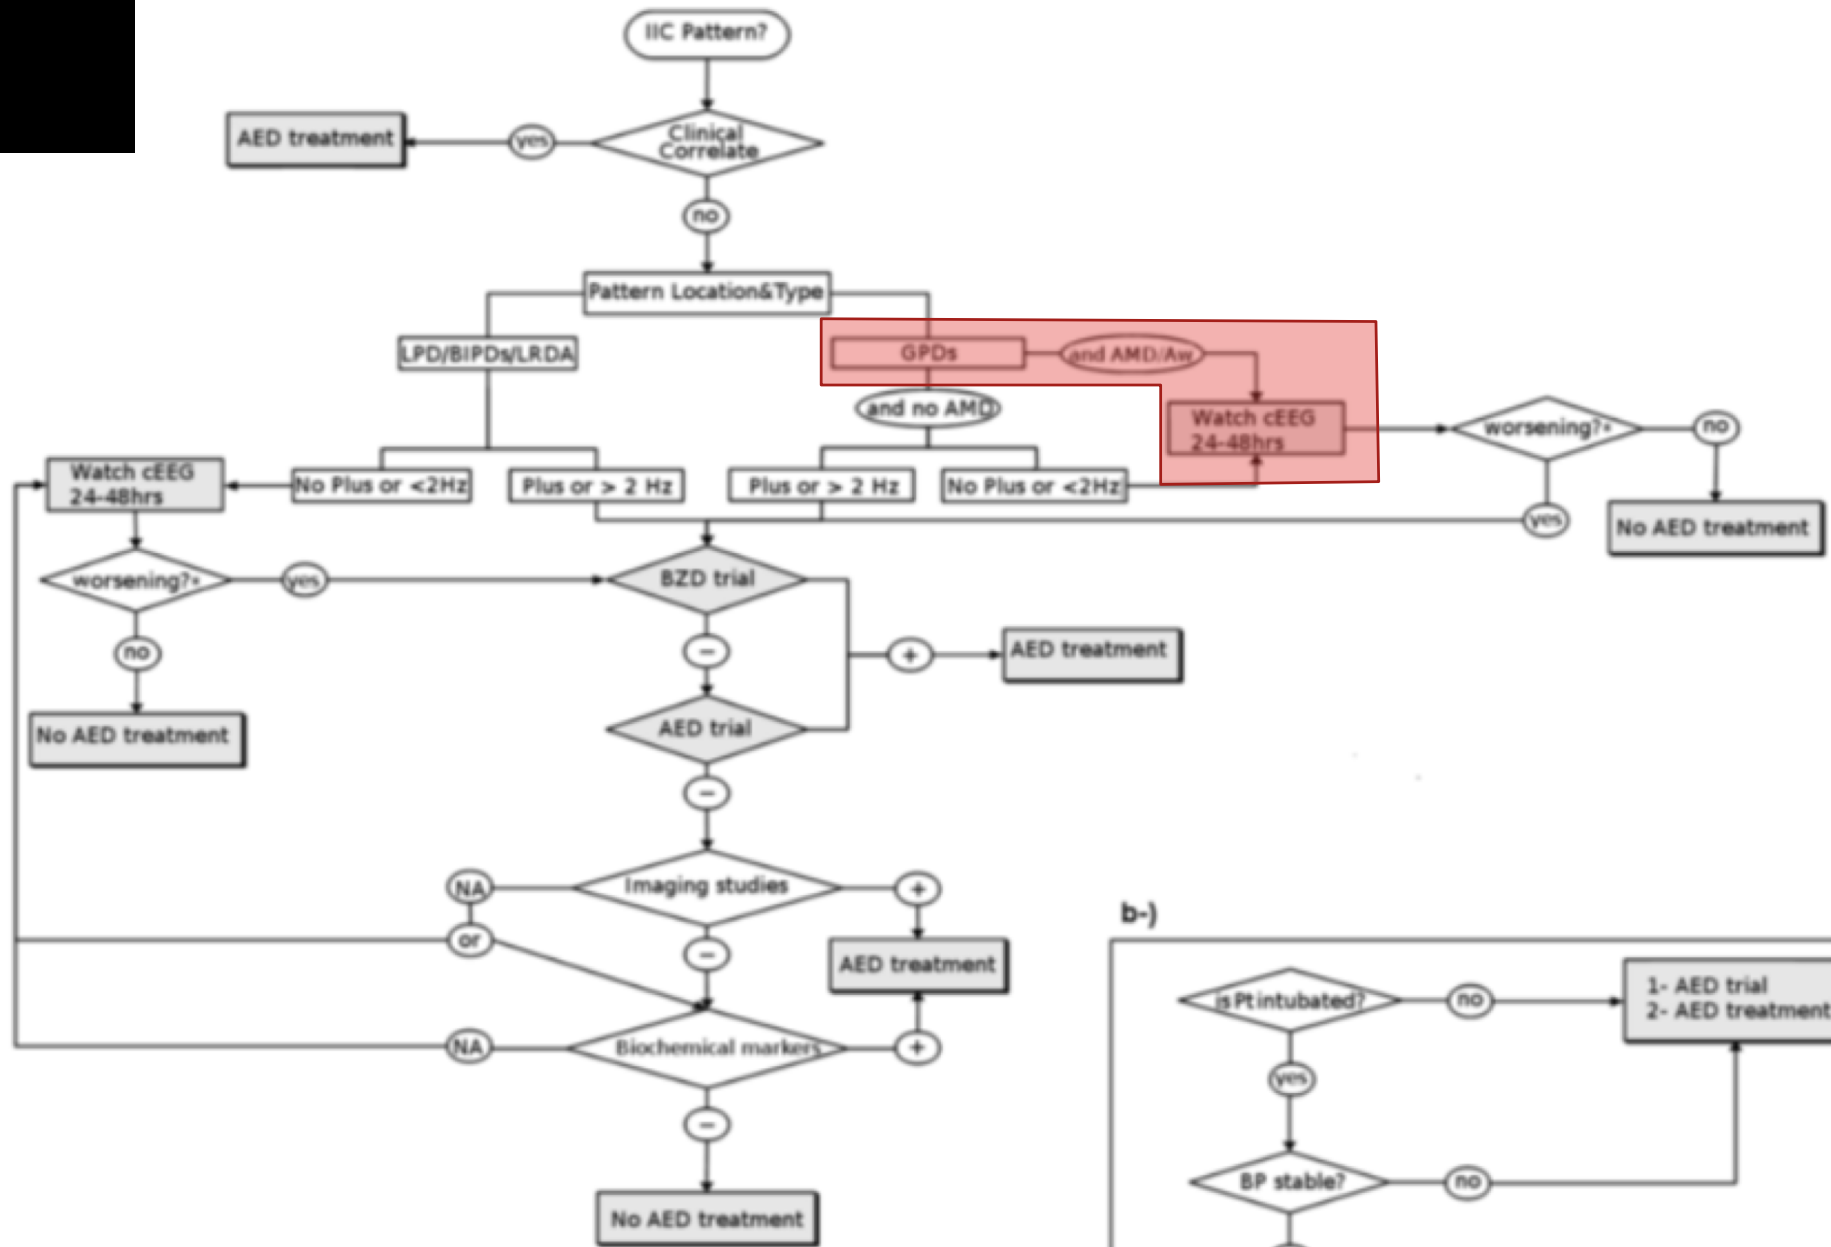 IIC Pattern?
AED treatment
yes
Clinical
Correlate
no
Pattern Location&Type
LPD/BIPDs/LRDA
GPDs
and AMD/Aw
and no AMD
Watch cEEG
24-48hrs
worsening?*
no
Watch cEEG
24-48hrs
No Plus or <2Hz
Plus or > 2 Hz
Plus or > 2 Hz
No Plus or <2Hz
yes
No AED treatment
worsening?*
yes
BZD trial
no
−
+
AED treatment
No AED treatment
AED trial
−
NA
Imaging studies
+
or
−
AED treatment
NA
Biochemical markers
+
−
No AED treatment
b-)
is Pt intubated?
no
1- AED trial
2- AED treatment
yes
BP stable?
no